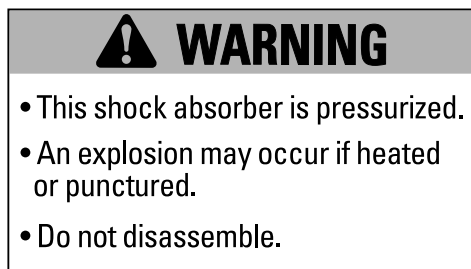 WARNING
• This shock absorber is pressurized.
• An explosion may occur if heated
or punctured.
• Do not disassemble.